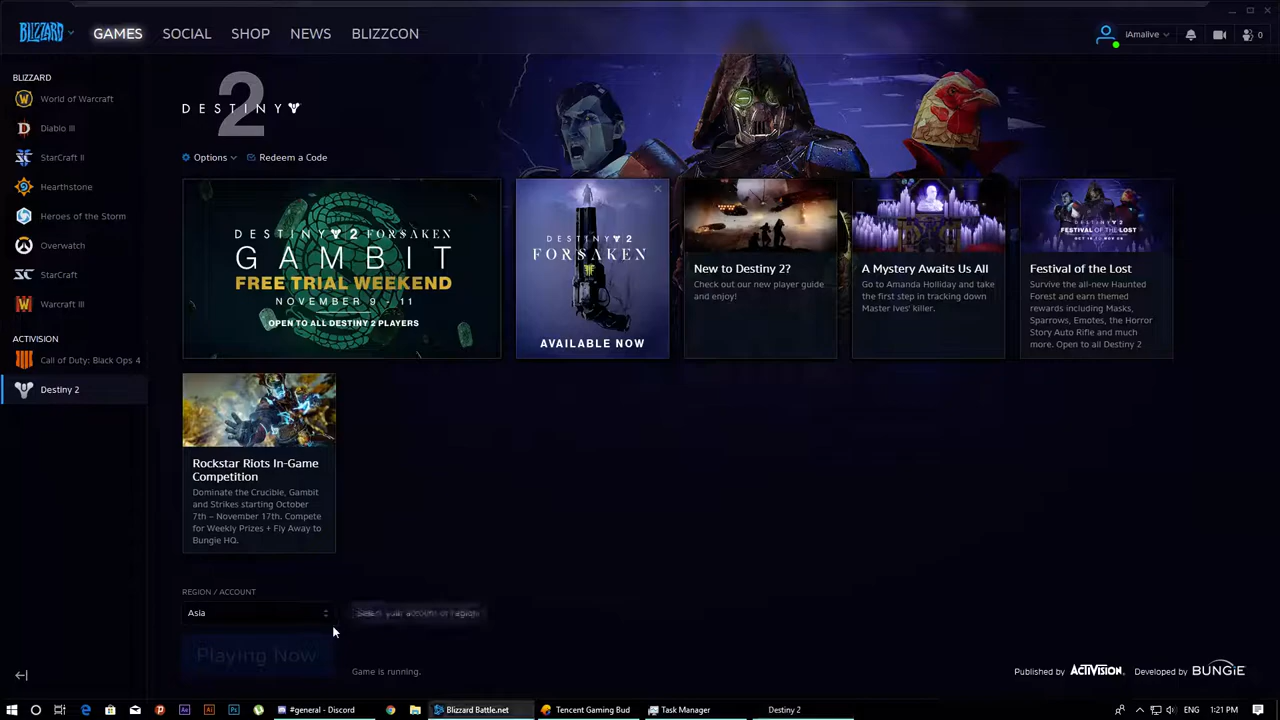 BLIZZARD
GAMES SOCIAL SHOP NEWS BLIZZCON
iAmalive
0
BLIZZARD
World of Warcraft
Diablo III
StarCraft II
Hearthstone
Heroes of the Storm
Overwatch
StarCraft
Warcraft III
ACTIVISION
Call of Duty: Black Ops 4
Destiny 2
DESTINY 2
Options Redeem a Code
DESTINY 2 FORSAKEN
GAMBIT
FREE TRIAL WEEKEND
NOVEMBER 9 - 11
OPEN TO ALL DESTINY 2 PLAYERS
DESTINY 2
FORSAKEN
AVAILABLE NOW
New to Destiny 2?
Check out our new player guide
and enjoy!
A Mystery Awaits Us All
Go to Amanda Holliday and take
the first step in tracking down
Master Ives' killer.
DESTINY 2
FESTIVAL OF THE LOST
Festival of the Lost
Survive the all-new Haunted
Forest and earn themed
rewards including Masks,
Sparrows, Emotes, the Horror
Story Auto Rifle and much
more. Open to all Destiny 2
Rockstar Riots In-Game
Competition
Dominate the Crucible, Gambit
and Strikes starting October
7th – November 17th. Compete
for Weekly Prizes + Fly Away to
Bungie HQ.
REGION / ACCOUNT
Asia
Select your account or region
Playing Now
Game is running.
Published by ACTIVISION. Developed by BUNGiE
#general - Discord
Blizzard Battle.net
Tencent Gaming Bud
Task Manager
Destiny 2
ENG
1:21 PM